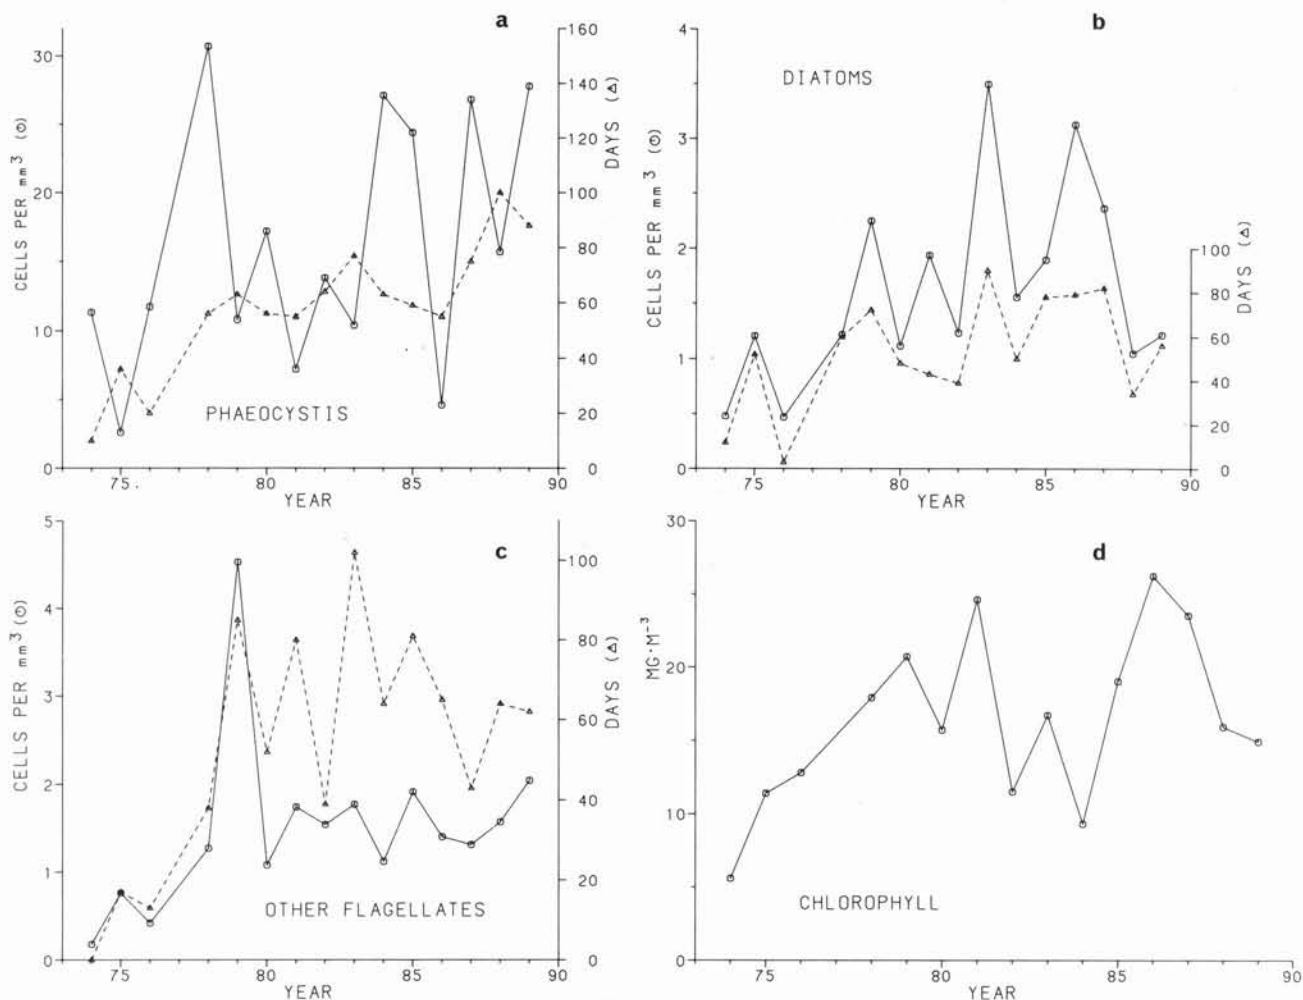 a
CELLS PER mm³ (⊙)
30
20
10
0
160
140
120
100
80
60
40
20
0
DAYS (Δ)
PHAEOCYSTIS
75
80
85
90
YEAR
b
CELLS PER mm³ (⊙)
4
3
2
1
0
DIATOMS
100
80
60
40
20
0
DAYS (Δ)
75
80
85
90
YEAR
c
CELLS PER mm³ (⊙)
5
4
3
2
1
0
100
80
60
40
20
0
DAYS (Δ)
OTHER FLAGELLATES
75
80
85
90
YEAR
d
MG·M⁻³
30
20
10
0
CHLOROPHYLL
75
80
85
90
YEAR